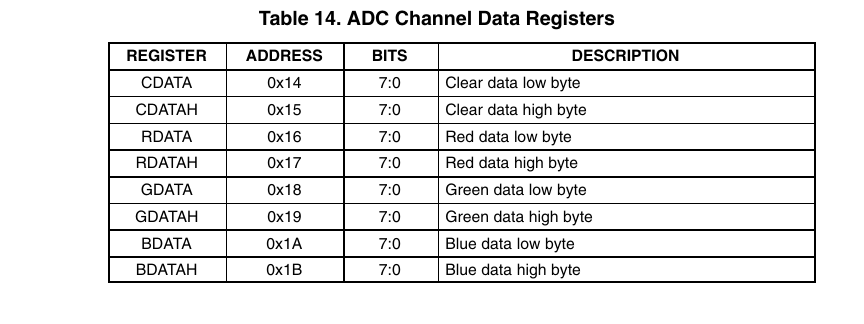 Table 14. ADC Channel Data Registers
REGISTER ADDRESS BITS DESCRIPTION
CDATA 0x14 7:0 Clear data low byte
CDATAH 0x15 7:0 Clear data high byte
RDATA 0x16 7:0 Red data low byte
RDATAH 0x17 7:0 Red data high byte
GDATA 0x18 7:0 Green data low byte
GDATAH 0x19 7:0 Green data high byte
BDATA 0x1A 7:0 Blue data low byte
BDATAH 0x1B 7:0 Blue data high byte